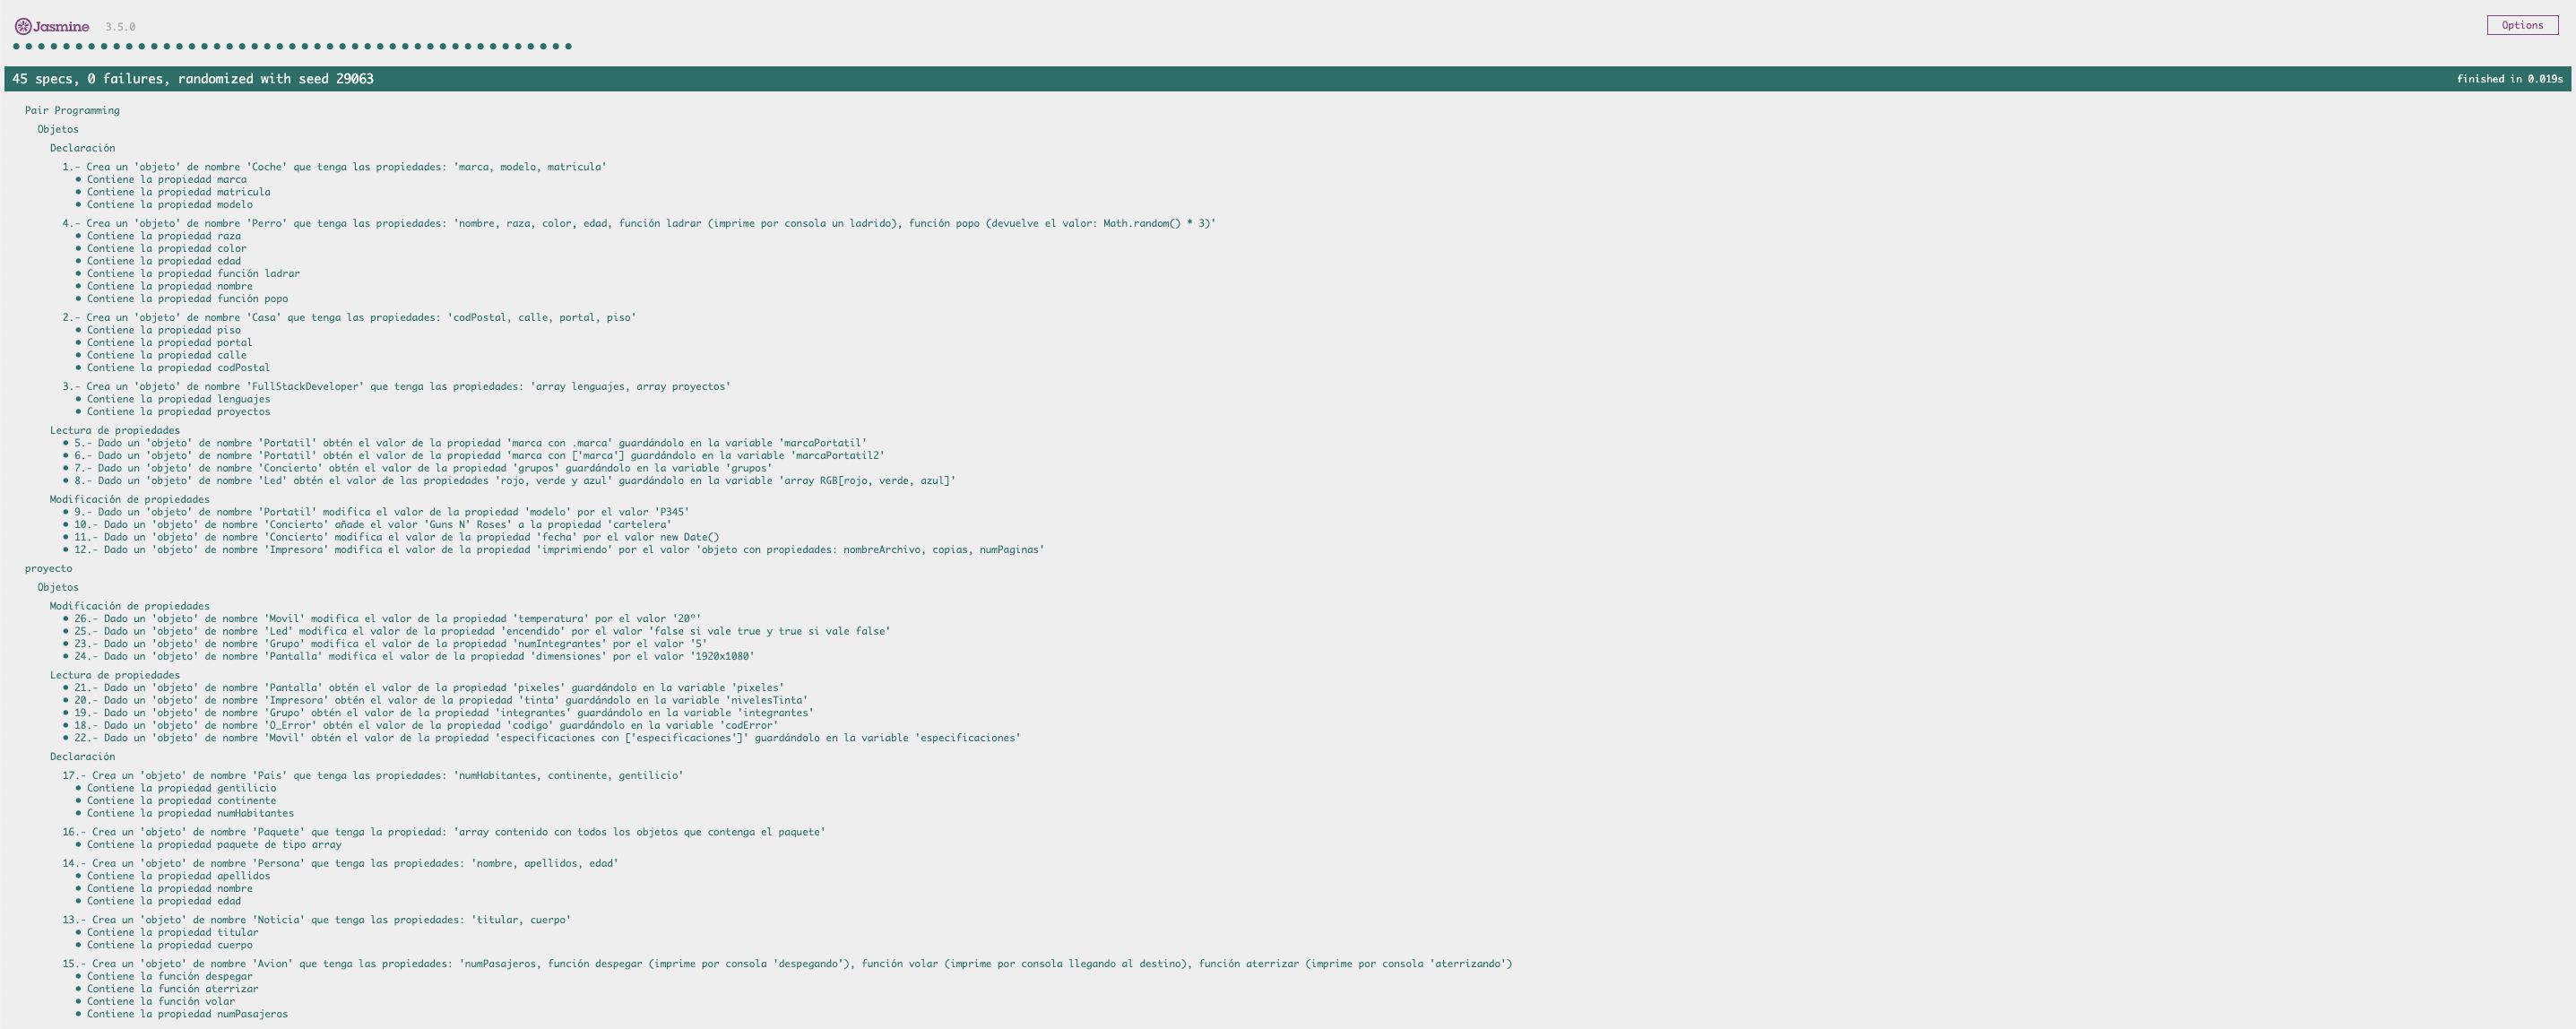 Jasmine 3.5.0
Options
45 specs, 0 failures, randomized with seed 29063
finished in 0.019s
Pair Programming
Objetos
Declaración
1.- Crea un 'objeto' de nombre 'Coche' que tenga las propiedades: 'marca, modelo, matricula'
• Contiene la propiedad marca
• Contiene la propiedad matricula
• Contiene la propiedad modelo
4.- Crea un 'objeto' de nombre 'Perro' que tenga las propiedades: 'nombre, raza, color, edad, función ladrar (imprime por consola un ladrido), función popo (devuelve el valor: Math.random() * 3)'
• Contiene la propiedad raza
• Contiene la propiedad color
• Contiene la propiedad edad
• Contiene la propiedad función ladrar
• Contiene la propiedad nombre
• Contiene la propiedad función popo
2.- Crea un 'objeto' de nombre 'Casa' que tenga las propiedades: 'codPostal, calle, portal, piso'
• Contiene la propiedad piso
• Contiene la propiedad portal
• Contiene la propiedad calle
• Contiene la propiedad codPostal
3.- Crea un 'objeto' de nombre 'FullStackDeveloper' que tenga las propiedades: 'array lenguajes, array proyectos'
• Contiene la propiedad lenguajes
• Contiene la propiedad proyectos
Lectura de propiedades
• 5.- Dado un 'objeto' de nombre 'Portatil' obtén el valor de la propiedad 'marca con .marca' guardándolo en la variable 'marcaPortatil'
• 6.- Dado un 'objeto' de nombre 'Portatil' obtén el valor de la propiedad 'marca con ['marca'] guardándolo en la variable 'marcaPortatil2'
• 7.- Dado un 'objeto' de nombre 'Concierto' obtén el valor de la propiedad 'grupos' guardándolo en la variable 'grupos'
• 8.- Dado un 'objeto' de nombre 'Led' obtén el valor de las propiedades 'rojo, verde y azul' guardándolo en la variable 'array RGB[rojo, verde, azul]'
Modificación de propiedades
• 9.- Dado un 'objeto' de nombre 'Portatil' modifica el valor de la propiedad 'modelo' por el valor 'P345'
• 10.- Dado un 'objeto' de nombre 'Concierto' añade el valor 'Guns N' Roses' a la propiedad 'cartelera'
• 11.- Dado un 'objeto' de nombre 'Concierto' modifica el valor de la propiedad 'fecha' por el valor new Date()
• 12.- Dado un 'objeto' de nombre 'Impresora' modifica el valor de la propiedad 'imprimiendo' por el valor 'objeto con propiedades: nombreArchivo, copias, numPaginas'
proyecto
Objetos
Modificación de propiedades
• 26.- Dado un 'objeto' de nombre 'Movil' modifica el valor de la propiedad 'temperatura' por el valor '20º'
• 25.- Dado un 'objeto' de nombre 'Led' modifica el valor de la propiedad 'encendido' por el valor 'false si vale true y true si vale false'
• 23.- Dado un 'objeto' de nombre 'Grupo' modifica el valor de la propiedad 'numIntegrantes' por el valor '5'
• 24.- Dado un 'objeto' de nombre 'Pantalla' modifica el valor de la propiedad 'dimensiones' por el valor '1920x1080'
Lectura de propiedades
• 21.- Dado un 'objeto' de nombre 'Pantalla' obtén el valor de la propiedad 'pixeles' guardándolo en la variable 'pixeles'
• 20.- Dado un 'objeto' de nombre 'Impresora' obtén el valor de la propiedad 'tinta' guardándolo en la variable 'nivelesTinta'
• 19.- Dado un 'objeto' de nombre 'Grupo' obtén el valor de la propiedad 'integrantes' guardándolo en la variable 'integrantes'
• 18.- Dado un 'objeto' de nombre 'O_Error' obtén el valor de la propiedad 'codigo' guardándolo en la variable 'codError'
• 22.- Dado un 'objeto' de nombre 'Movil' obtén el valor de la propiedad 'especificaciones con ['especificaciones']' guardándolo en la variable 'especificaciones'
Declaración
17.- Crea un 'objeto' de nombre 'Pais' que tenga las propiedades: 'numHabitantes, continente, gentilicio'
• Contiene la propiedad gentilicio
• Contiene la propiedad continente
• Contiene la propiedad numHabitantes
16.- Crea un 'objeto' de nombre 'Paquete' que tenga la propiedad: 'array contenido con todos los objetos que contenga el paquete'
• Contiene la propiedad paquete de tipo array
14.- Crea un 'objeto' de nombre 'Persona' que tenga las propiedades: 'nombre, apellidos, edad'
• Contiene la propiedad apellidos
• Contiene la propiedad nombre
• Contiene la propiedad edad
13.- Crea un 'objeto' de nombre 'Noticia' que tenga las propiedades: 'titular, cuerpo'
• Contiene la propiedad titular
• Contiene la propiedad cuerpo
15.- Crea un 'objeto' de nombre 'Avion' que tenga las propiedades: 'numPasajeros, función despegar (imprime por consola 'despegando'), función volar (imprime por consola llegando al destino), función aterrizar (imprime por consola 'aterrizando')
• Contiene la función despegar
• Contiene la función aterrizar
• Contiene la función volar
• Contiene la propiedad numPasajeros